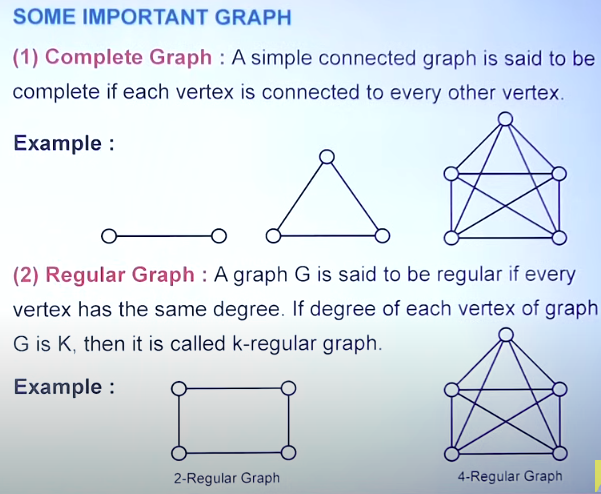 SOME IMPORTANT GRAPH
(1) Complete Graph : A simple connected graph is said to be
complete if each vertex is connected to every other vertex.
Example :
(2) Regular Graph : A graph G is said to be regular if every
vertex has the same degree. If degree of each vertex of graph
G is K, then it is called k-regular graph.
Example :
2-Regular Graph
4-Regular Graph